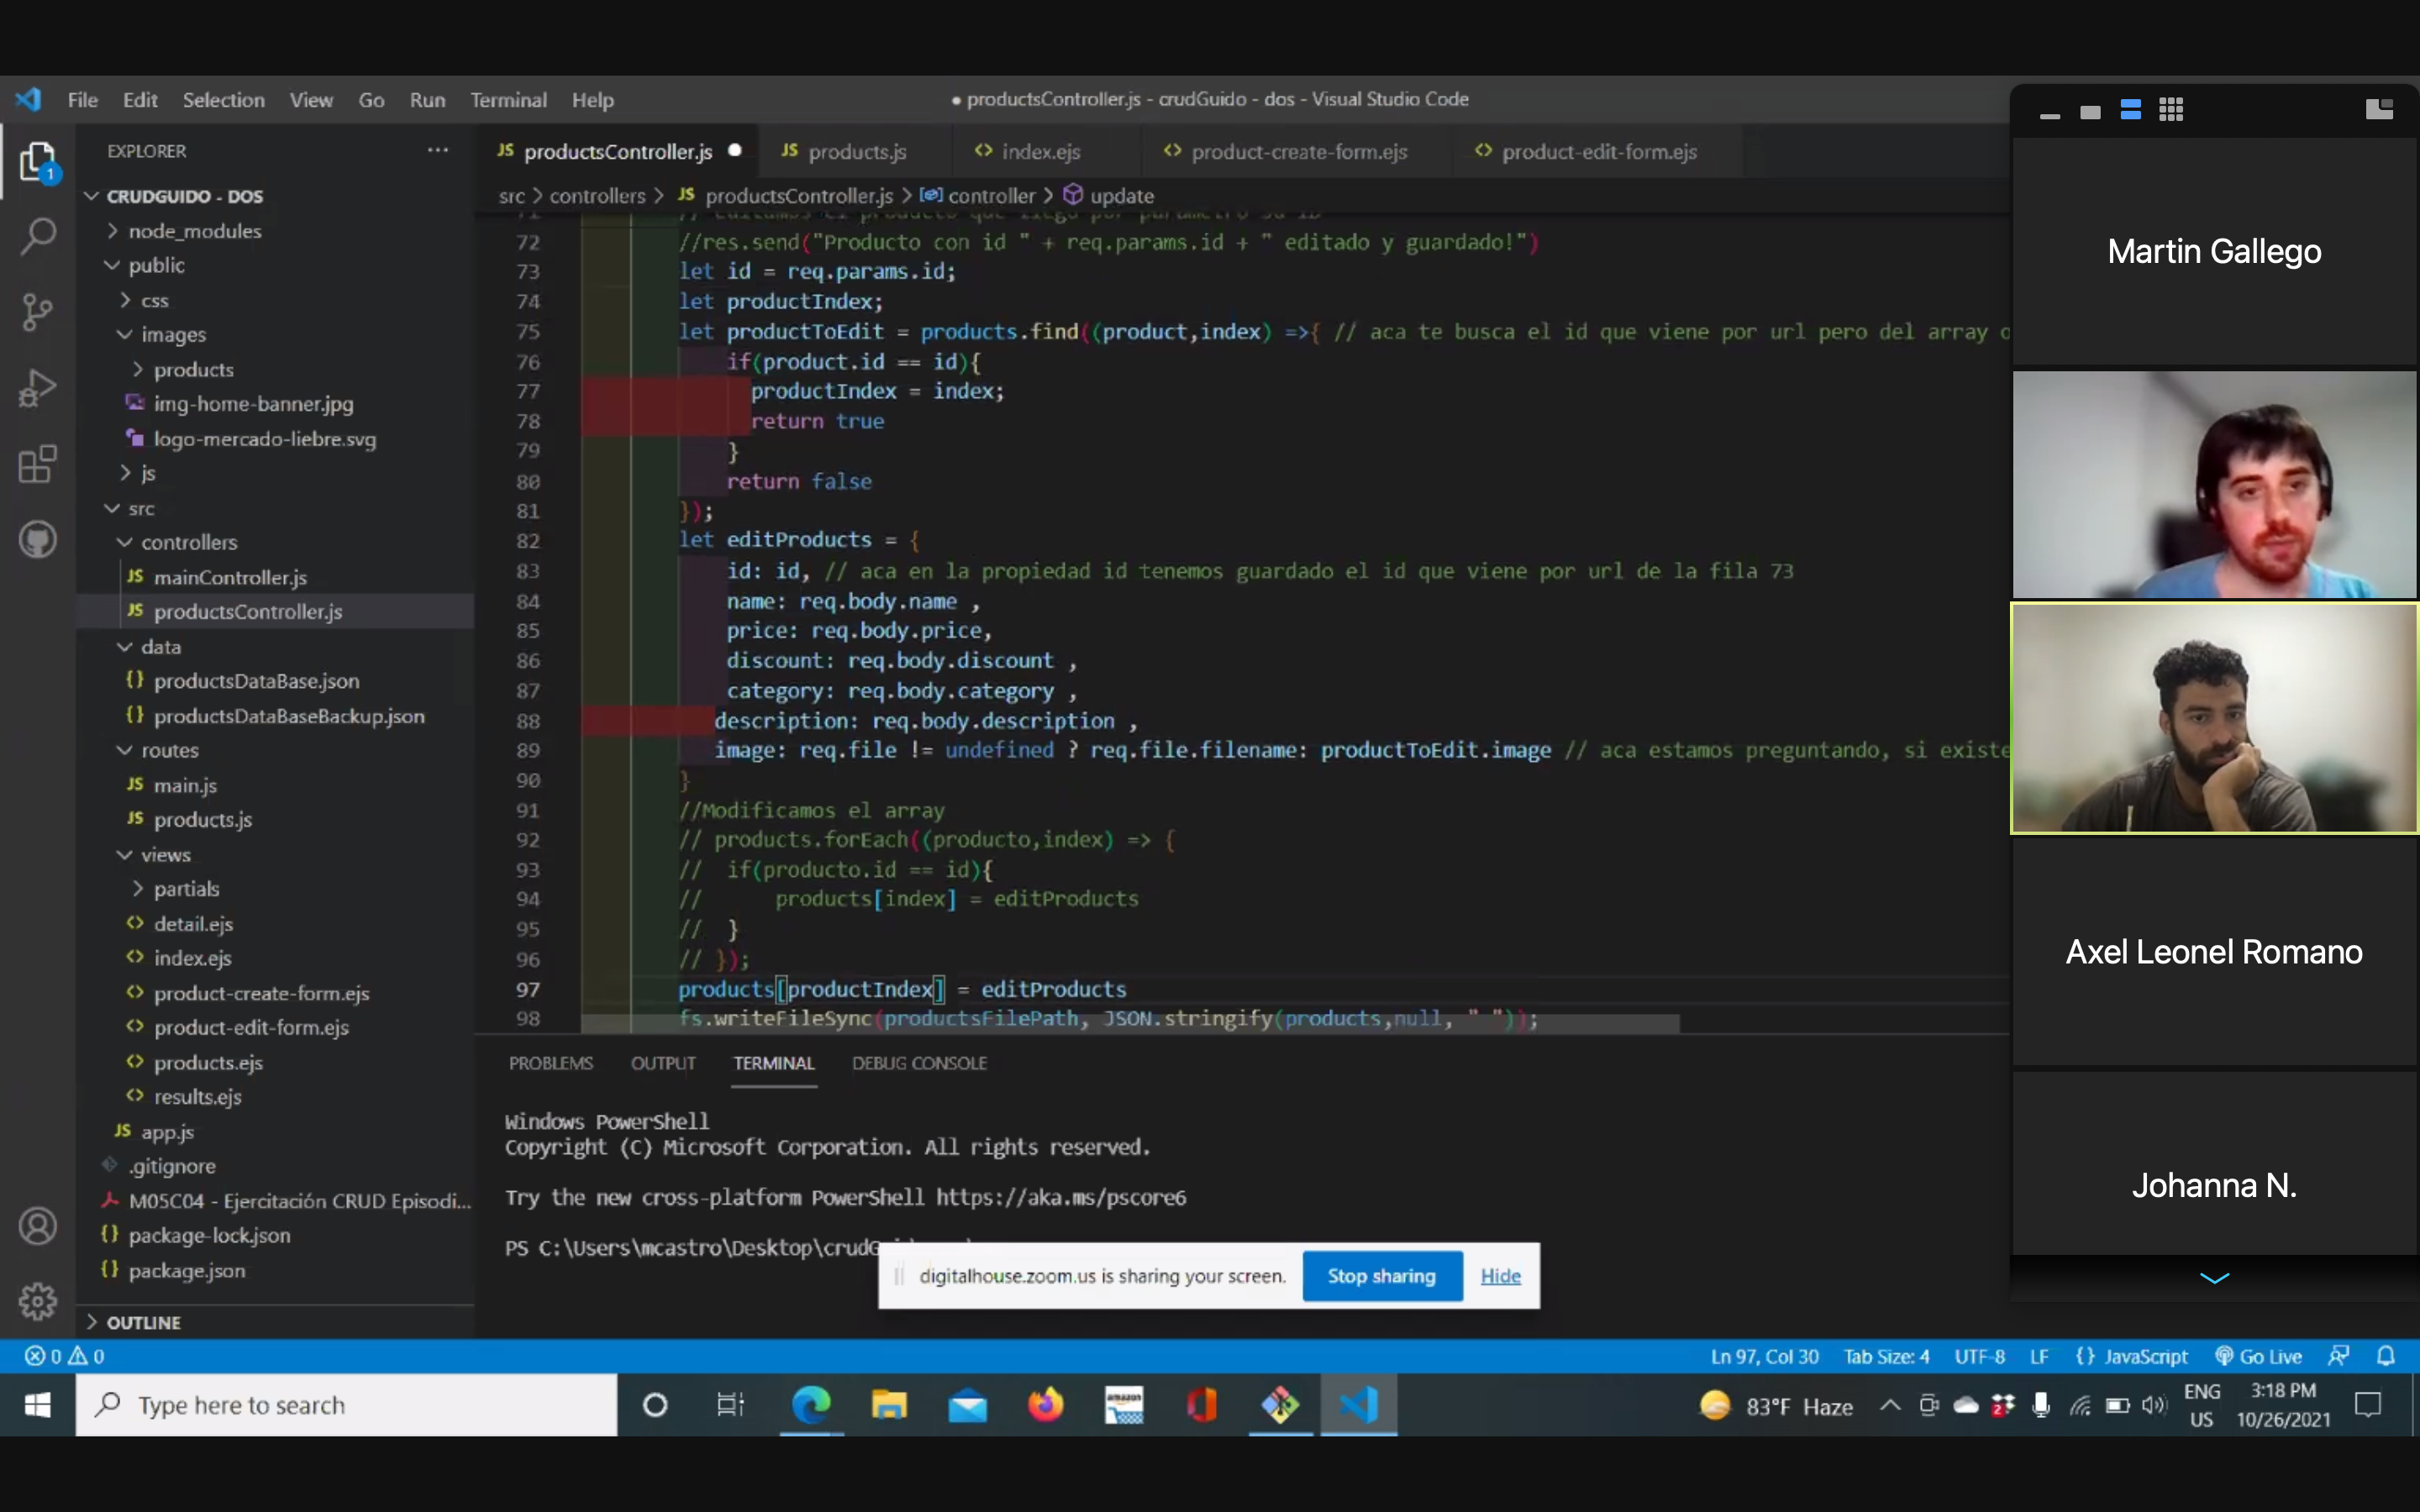 File Edit Selection View Go Run Terminal Help
● productsController.js - crudGuido - dos - Visual Studio Code
EXPLORER ···
1
CRUDGUIDO - DOS
node_modules
public
css
images
products
img-home-banner.jpg
logo-mercado-liebre.svg
js
src
controllers
JS mainController.js
JS productsController.js
data
{} productsDataBase.json
{} productsDataBaseBackup.json
routes
JS main.js
JS products.js
views
partials
<> detail.ejs
<> index.ejs
<> product-create-form.ejs
<> product-edit-form.ejs
<> products.ejs
<> results.ejs
JS app.js
.gitignore
M05C04 - Ejercitación CRUD Episodi...
{} package-lock.json
{} package.json
OUTLINE
JS productsController.js ● JS products.js <> index.ejs <> product-create-form.ejs <> product-edit-form.ejs
src > controllers > JS productsController.js > controller > update
72 //res.send("Producto con id " + req.params.id + " editado y guardado!")
73 let id = req.params.id;
74 let productIndex;
75 let productToEdit = products.find((product,index) =>{ // aca te busca el id que viene por url pero del array
76 if(product.id == id){
77 productIndex = index;
78 return true
79 }
80 return false
81 });
82 let editProducts = {
83 id: id, // aca en la propiedad id tenemos guardado el id que viene por url de la fila 73
84 name: req.body.name ,
85 price: req.body.price,
86 discount: req.body.discount ,
87 category: req.body.category ,
88 description: req.body.description ,
89 image: req.file != undefined ? req.file.filename: productToEdit.image // aca estamos preguntando, si existe
90 }
91 //Modificamos el array
92 // products.forEach((producto,index) => {
93 // if(producto.id == id){
94 // products[index] = editProducts
95 // }
96 // });
97 products[productIndex] = editProducts
98 fs.writeFileSync(productsFilePath, JSON.stringify(products,null, " "));
PROBLEMS OUTPUT TERMINAL DEBUG CONSOLE
Windows PowerShell
Copyright (C) Microsoft Corporation. All rights reserved.
Try the new cross-platform PowerShell https://aka.ms/pscore6
PS C:\Users\mcastro\Desktop\crudG
digitalhouse.zoom.us is sharing your screen. Stop sharing Hide
Martin Gallego
Axel Leonel Romano
Johanna N.
0 0
Ln 97, Col 30 Tab Size: 4 UTF-8 LF {} JavaScript Go Live
Type here to search
amazon
83°F Haze
2
ENG
US
3:18 PM
10/26/2021